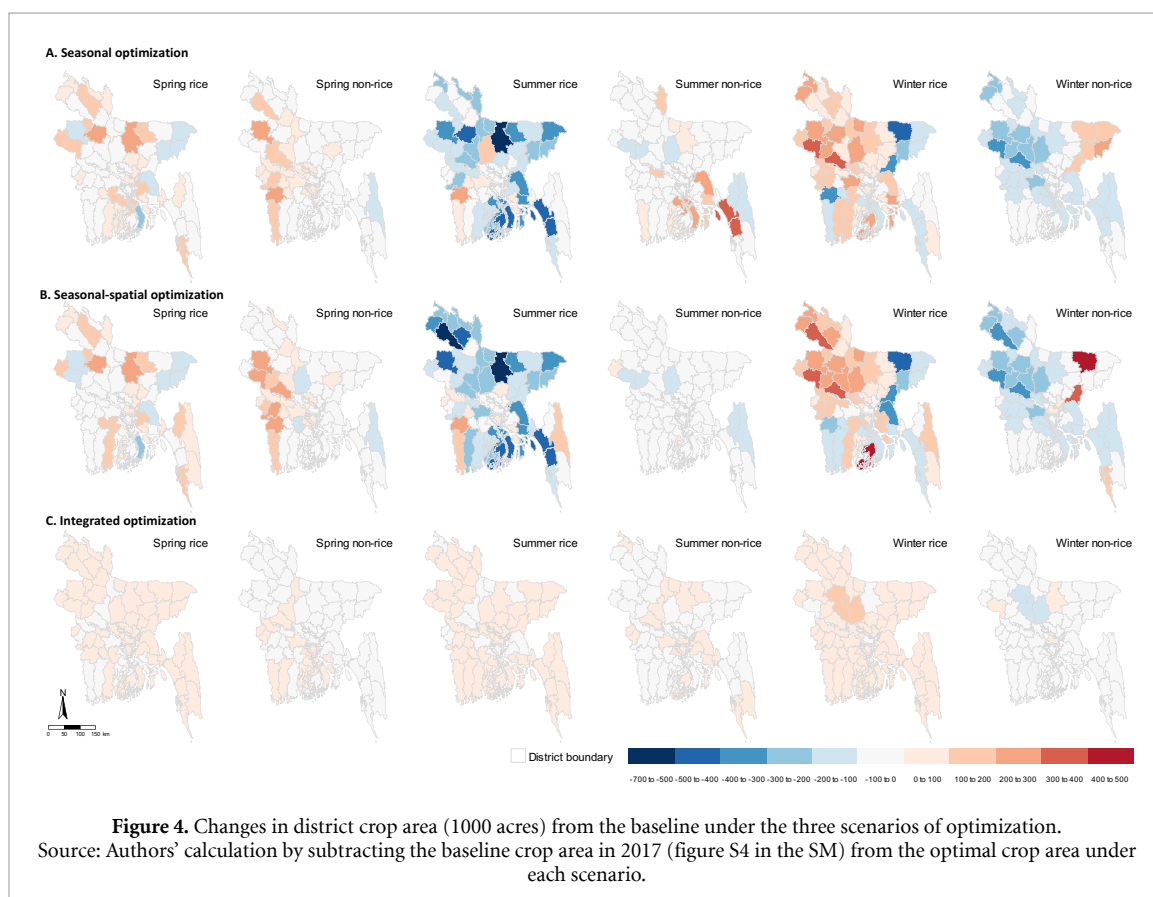 A. Seasonal optimization
Spring rice
Spring non-rice
Summer rice
Summer non-rice
Winter rice
Winter non-rice
B. Seasonal-spatial optimization
Spring rice
Spring non-rice
Summer rice
Summer non-rice
Winter rice
Winter non-rice
C. Integrated optimization
Spring rice
Spring non-rice
Summer rice
Summer non-rice
Winter rice
Winter non-rice
N
0 50 100 150 km
District boundary
-700 to -500 -500 to -400 -400 to -300 -300 to -200 -200 to -100 -100 to 0 0 to 100 100 to 200 200 to 300 300 to 400 400 to 500
Figure 4. Changes in district crop area (1000 acres) from the baseline under the three scenarios of optimization.
Source: Authors' calculation by subtracting the baseline crop area in 2017 (figure S4 in the SM) from the optimal crop area under
each scenario.